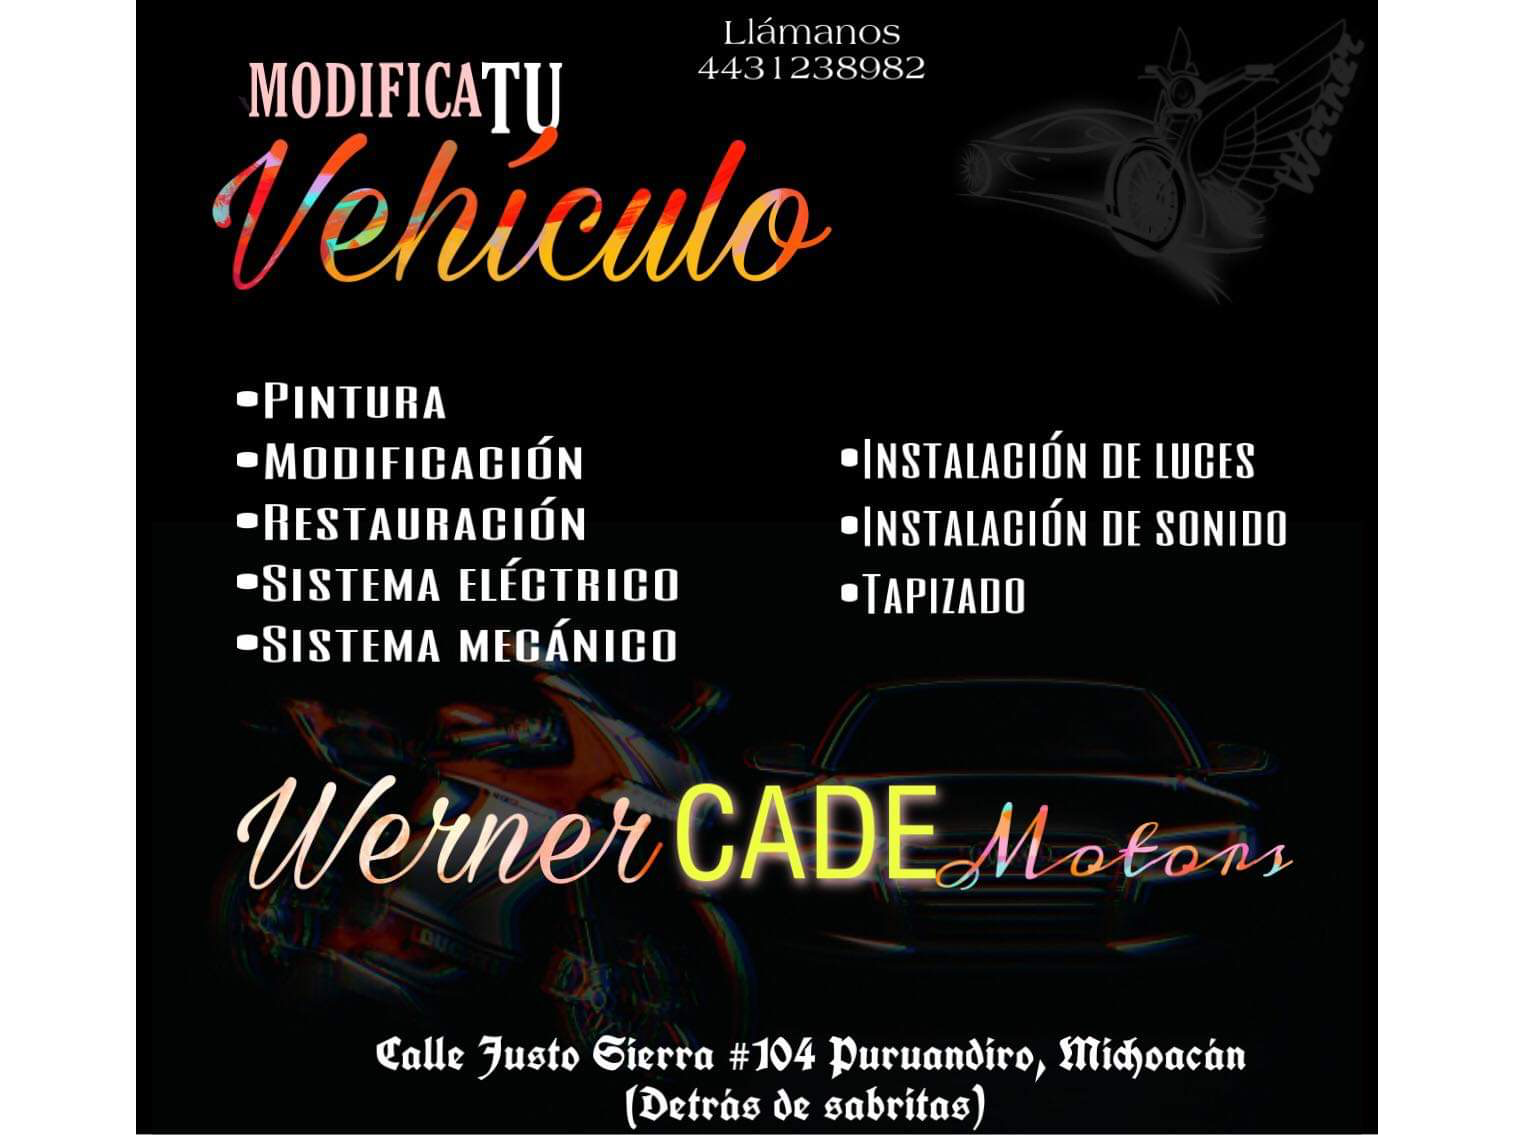 Llámanos
4431238982
Werner
MODIFICA TU
Vehículo
•Pintura
•Modificación
•Restauración
•Sistema eléctrico
•Sistema mecánico
•Instalación de luces
•Instalación de sonido
•Tapizado
Werner CADE Motors
Calle Justo Sierra #104 Puruandiro, Michoacán
(Detrás de sabritas)